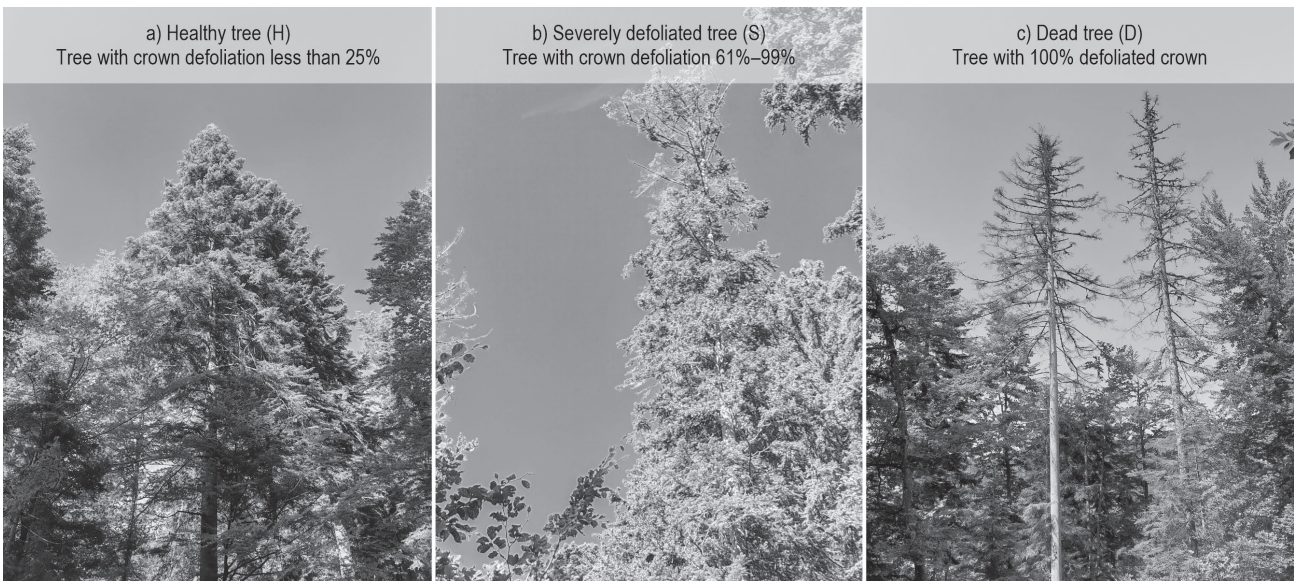 a) Healthy tree (H)
Tree with crown defoliation less than 25%
b) Severely defoliated tree (S)
Tree with crown defoliation 61%–99%
c) Dead tree (D)
Tree with 100% defoliated crown